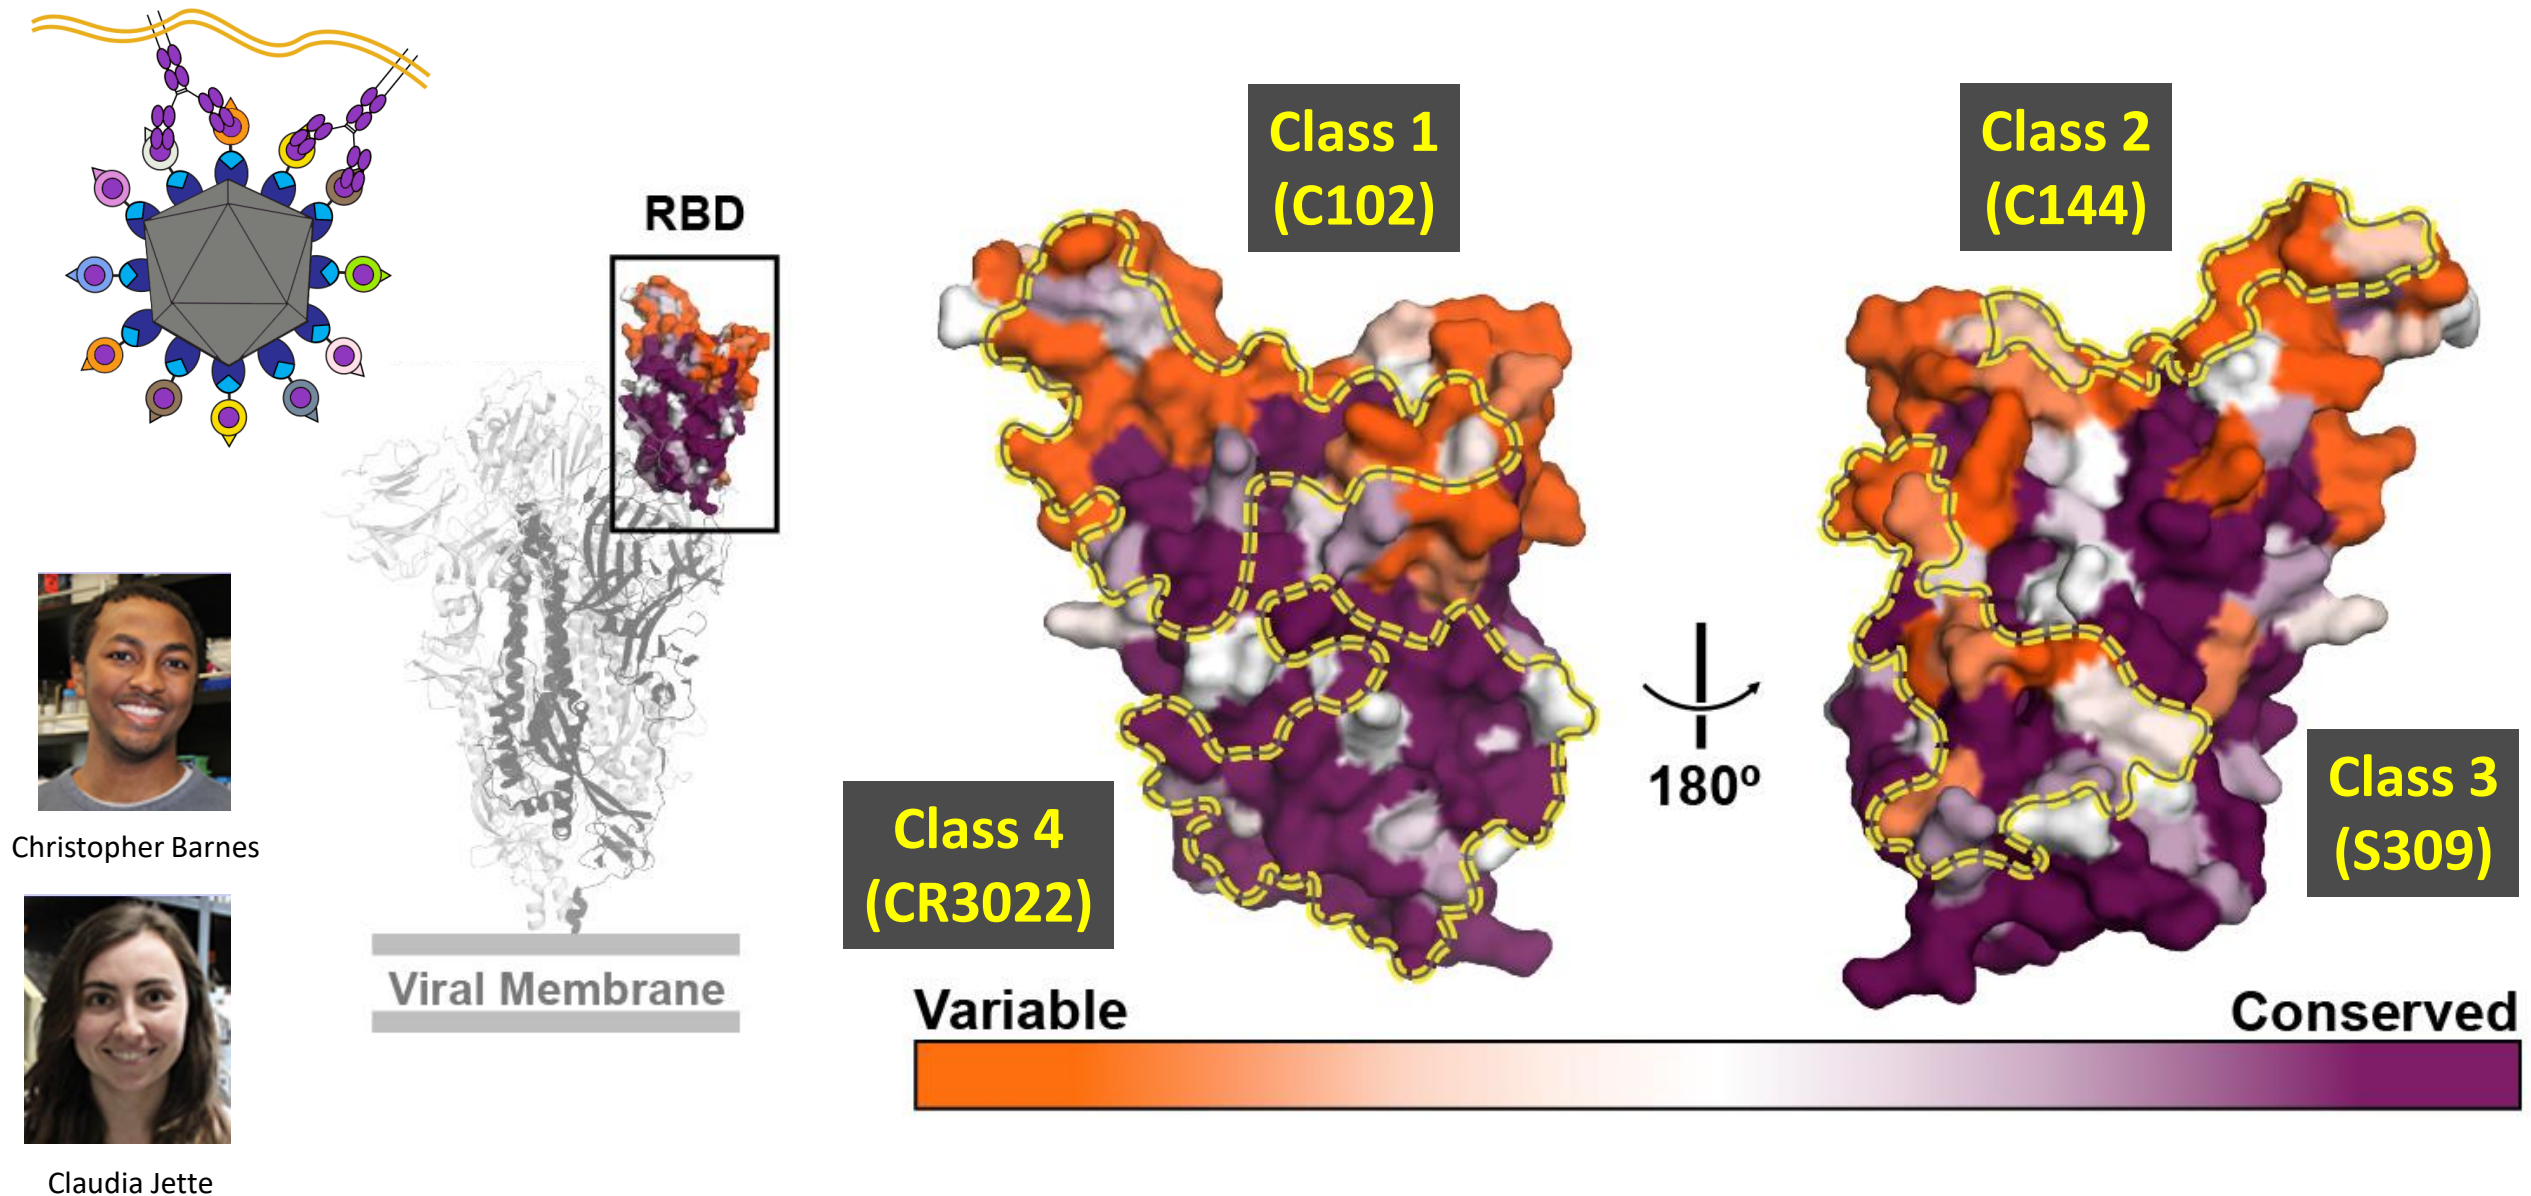 RBD
Class 1
(C102)
Class 2
(C144)
Christopher Barnes
Claudia Jette
Viral Membrane
Class 4
(CR3022)
180º
Class 3
(S309)
Variable
Conserved